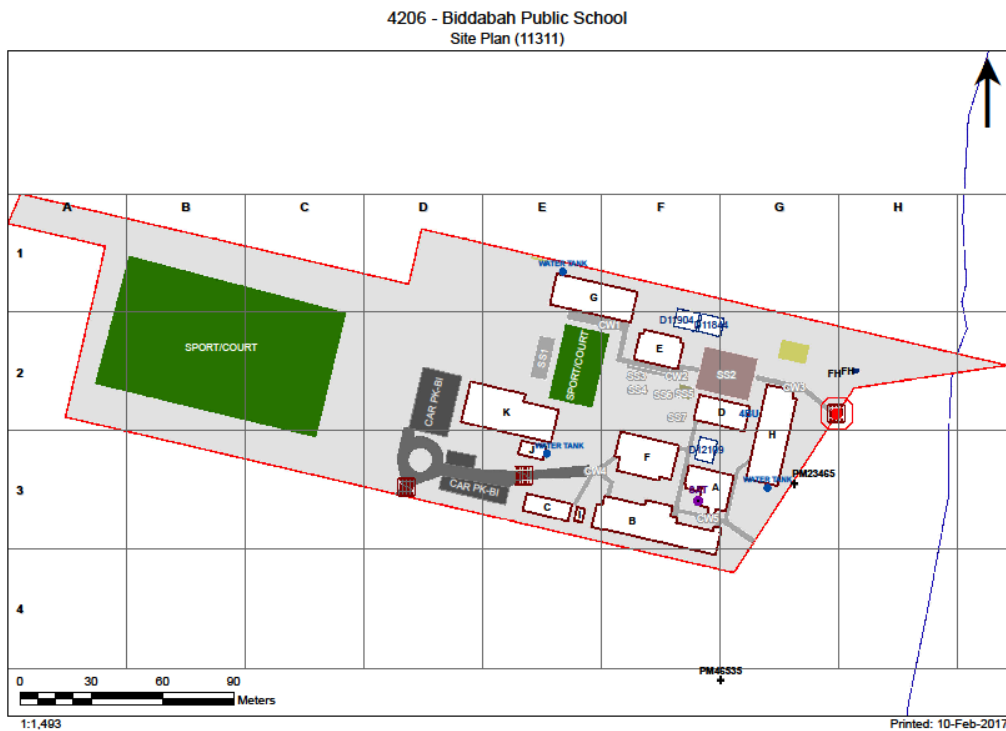 4206 - Biddabah Public School
Site Plan (11311)
A B C D E F G H
1
WATER TANK
G
D11904
D11844
CW1
SPORT/COURT
SPORT/COURT
SS1
E
2
SS3
CW2
SS2
FH
FH
SS4
SS6
SS5
CW3
CAR PK-BI
K
SS7
D
4BU
H
J
WATER TANK
D12199
F
CW4
3
CAR PK-BI
A
WATER TANK
PM23465
C
I
B
CW5
4
PM46535
0 30 60 90
Meters
1:1,493
Printed: 10-Feb-2017